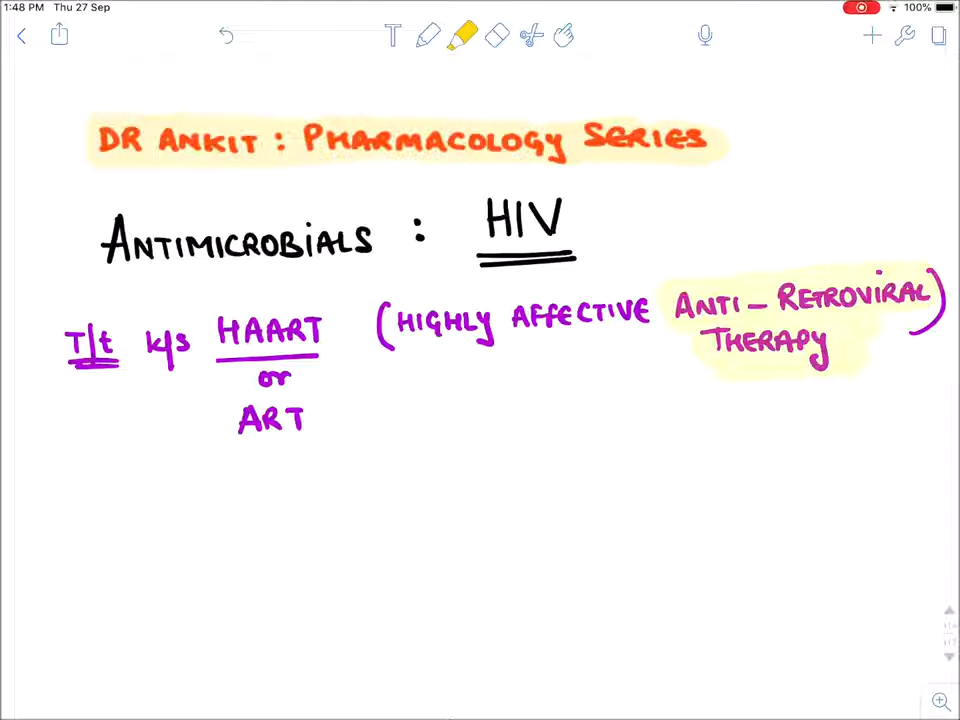 1:48 PM Thu 27 Sep 100%
DR ANKIT : PHARMACOLOGY SERIES
ANTIMICROBIALS : HIV
T/t k/s HAART (HIGHLY AFFECTIVE ANTI - RETROVIRAL THERAPY)
or
ART